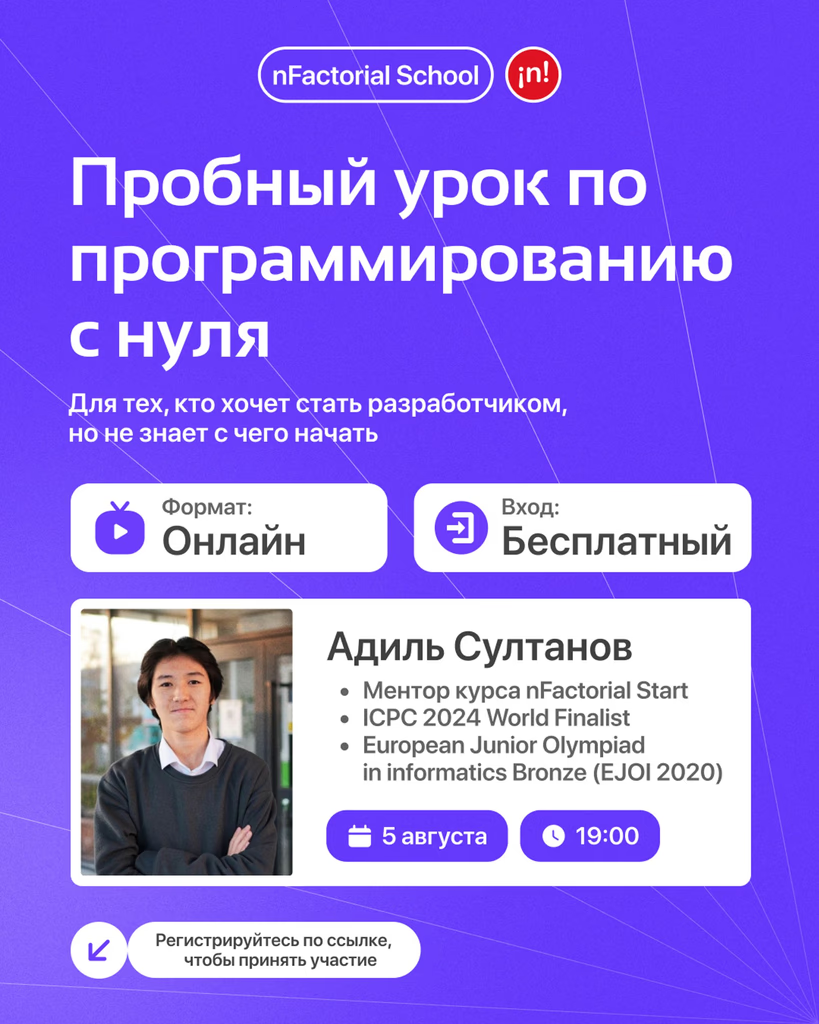 nFactorial School
¡n!
Пробный урок по
программированию
с нуля
Для тех, кто хочет стать разработчиком,
но не знает с чего начать
Формат:
Онлайн
Вход:
Бесплатный
Адиль Султанов
• Ментор курса nFactorial Start
• ICPC 2024 World Finalist
• European Junior Olympiad
in informatics Bronze (EJOI 2020)
5 августа
19:00
Регистрируйтесь по ссылке,
чтобы принять участие